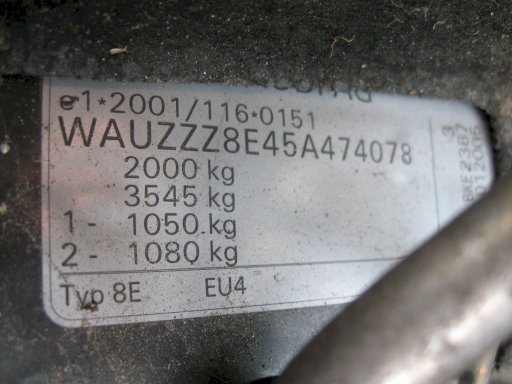 e1*2001/116*0151
WAUZZZ8E45A474078
2000 kg
3545 kg
1 - 1050 kg
2 - 1080 kg
Typ 8E EU4